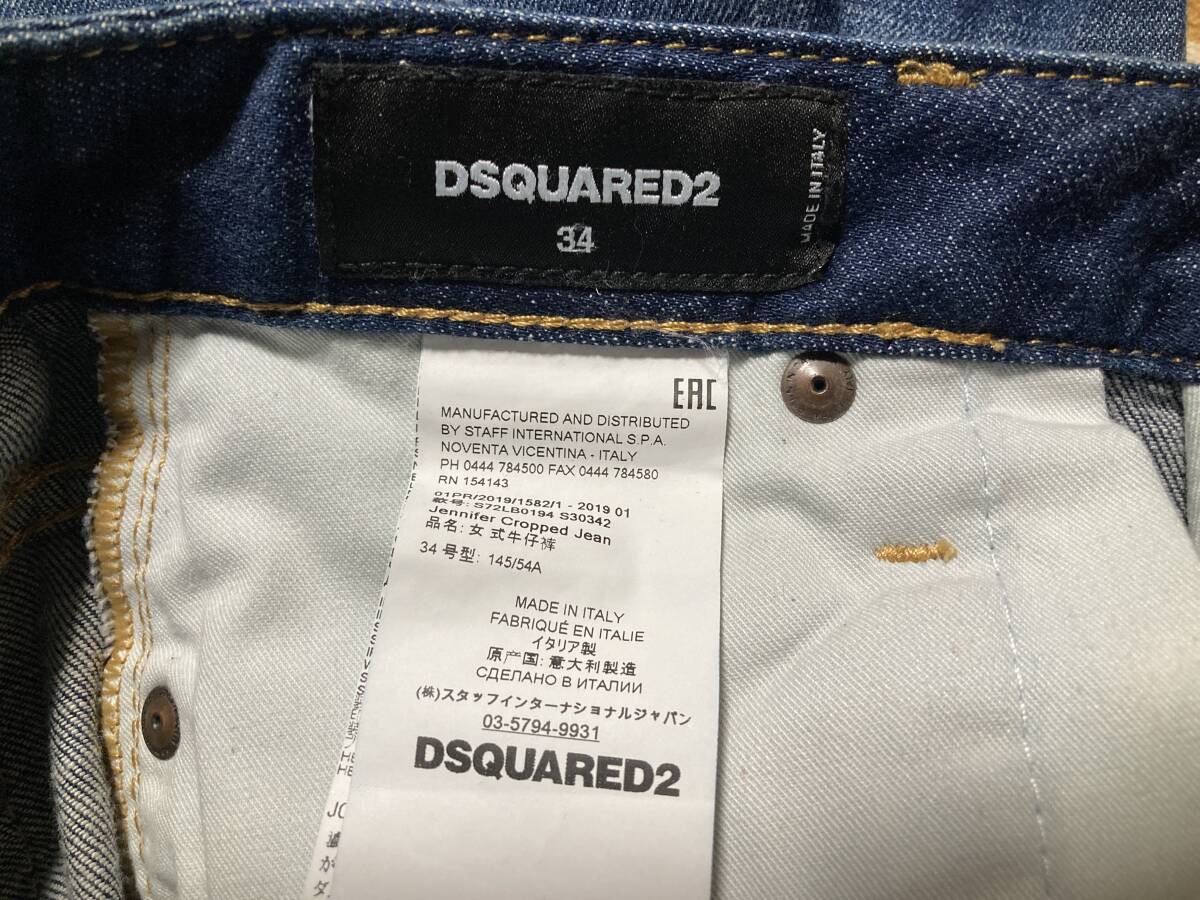 DSQUARED2
34
MADE IN ITALY
EAC
MANUFACTURED AND DISTRIBUTED
BY STAFF INTERNATIONAL S.P.A.
NOVENTA VICENTINA - ITALY
PH 0444 784500 FAX 0444 784580
RN 154143
01PR/2019/1582/1 - 2019 01
款号: S72LB0194 S30342
Jennifer Cropped Jean
品名: 女 式牛仔裤
34 号型: 145/54A
MADE IN ITALY
FABRIQUÉ EN ITALIE
イタリア製
原产国: 意大利製造
СДЕЛАНО В ИТАЛИИ
(株)スタッフインターナショナルジャパン
03-5794-9931
DSQUARED2